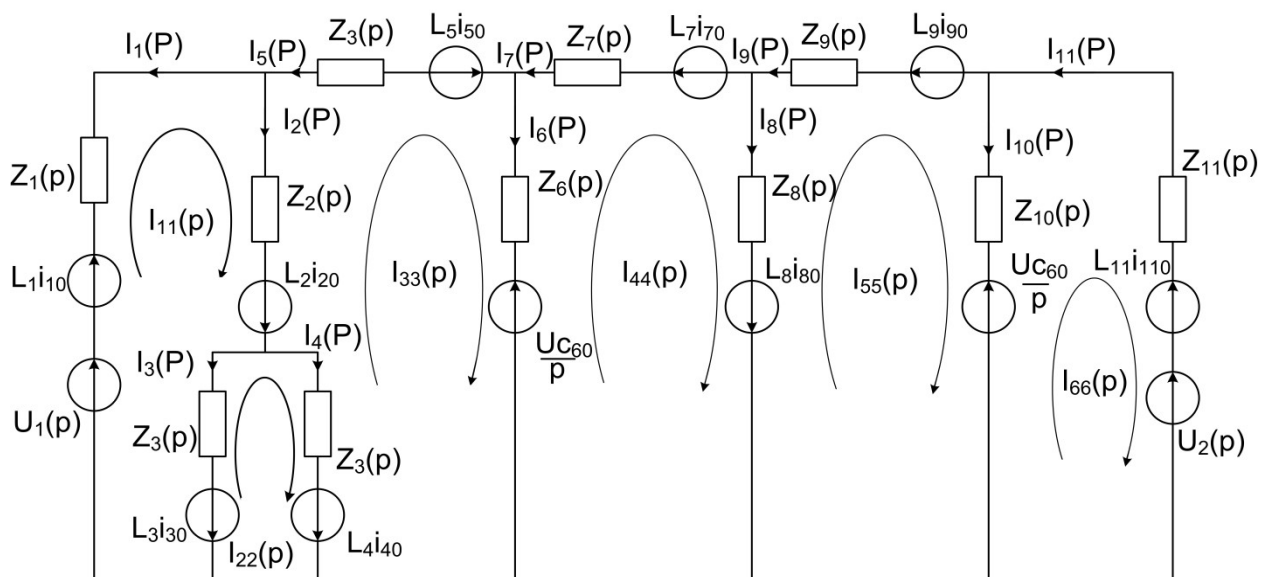 I₁(P)
I₅(P)
Z₃(p)
L₅i₅₀
I₇(P)
Z₇(p)
L₇i₇₀
I₉(P)
Z₉(p)
L₉i₉₀
I₁₁(P)
I₂(P)
I₆(P)
I₈(P)
I₁₀(P)
Z₁(p)
Z₂(p)
Z₆(p)
Z₈(p)
Z₁₀(p)
Z₁₁(p)
I₁₁(p)
L₁i₁₀
L₂i₂₀
I₃₃(p)
I₄₄(p)
L₈i₈₀
I₅₅(p)
Uc₆₀
p
L₁₁i₁₁₀
I₃(P)
I₄(P)
Uc₆₀
p
U₁(p)
I₆₆(p)
U₂(p)
Z₃(p)
Z₃(p)
L₃i₃₀
I₂₂(p)
L₄i₄₀